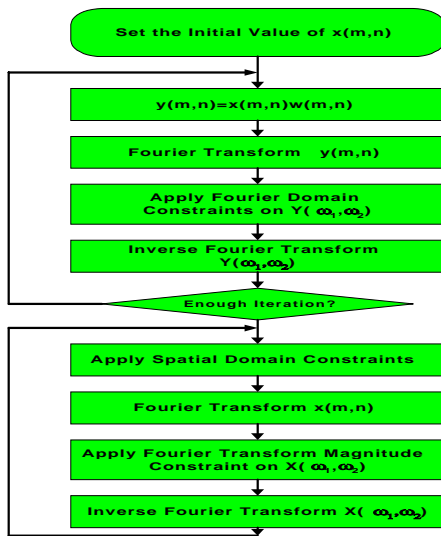 Set the Initial Value of x(m,n)
y(m,n)=x(m,n)w(m,n)
Fourier Transform y(m,n)
Apply Fourier Domain
Constraints on Y( ω₁,ω₂)
Inverse Fourier Transform
Y(ω₁,ω₂)
Enough Iteration?
Apply Spatial Domain Constraints
Fourier Transform x(m,n)
Apply Fourier Transform Magnitude
Constraint on X( ω₁,ω₂)
Inverse Fourier Transform X( ω₁,ω₂)